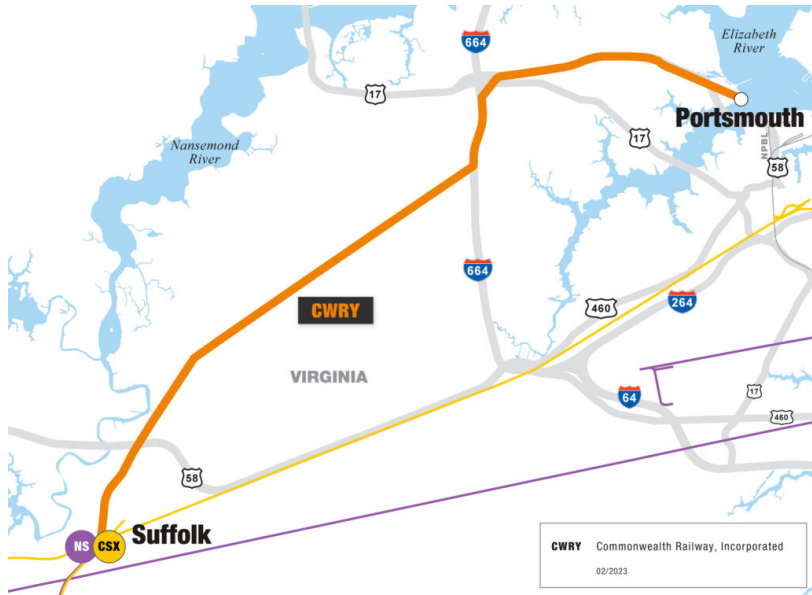 664
Elizabeth
River
17
Portsmouth
Nansemond
River
17
NPBL
58
664
CWRY
460
264
VIRGINIA
64
17
460
58
NS
CSX
Suffolk
CWRY Commonwealth Railway, Incorporated
02/2023